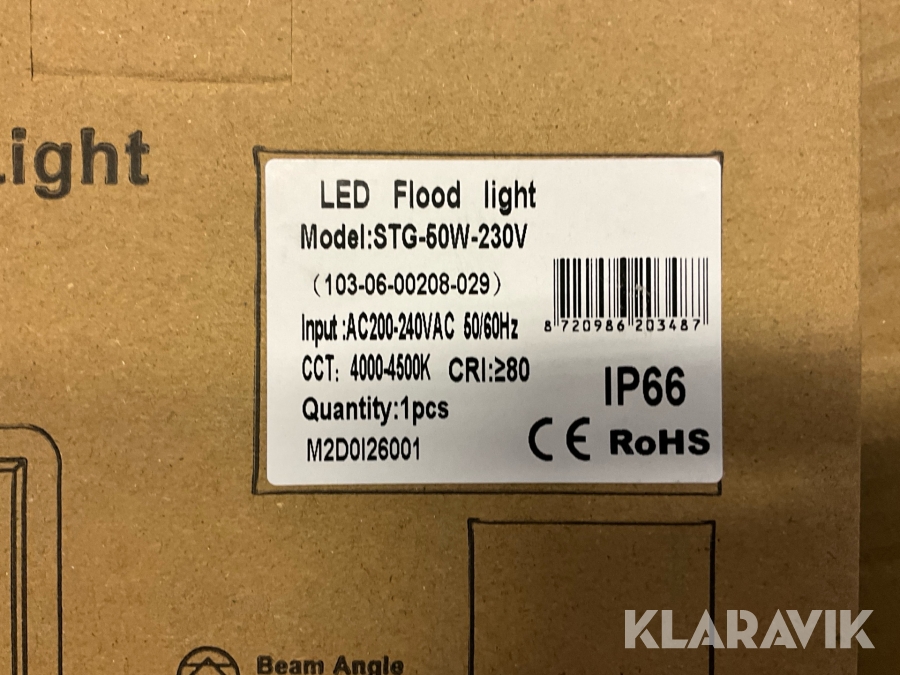 Light
LED Flood light
Model:STG-50W-230V
(103-06-00208-029)
Input:AC200-240VAC 50/60Hz
8 720986 203487
CCT: 4000-4500K CRI:≥80
IP66
Quantity:1pcs
CE RoHS
M2D0I26001
KLARAVIK
Beam Angle